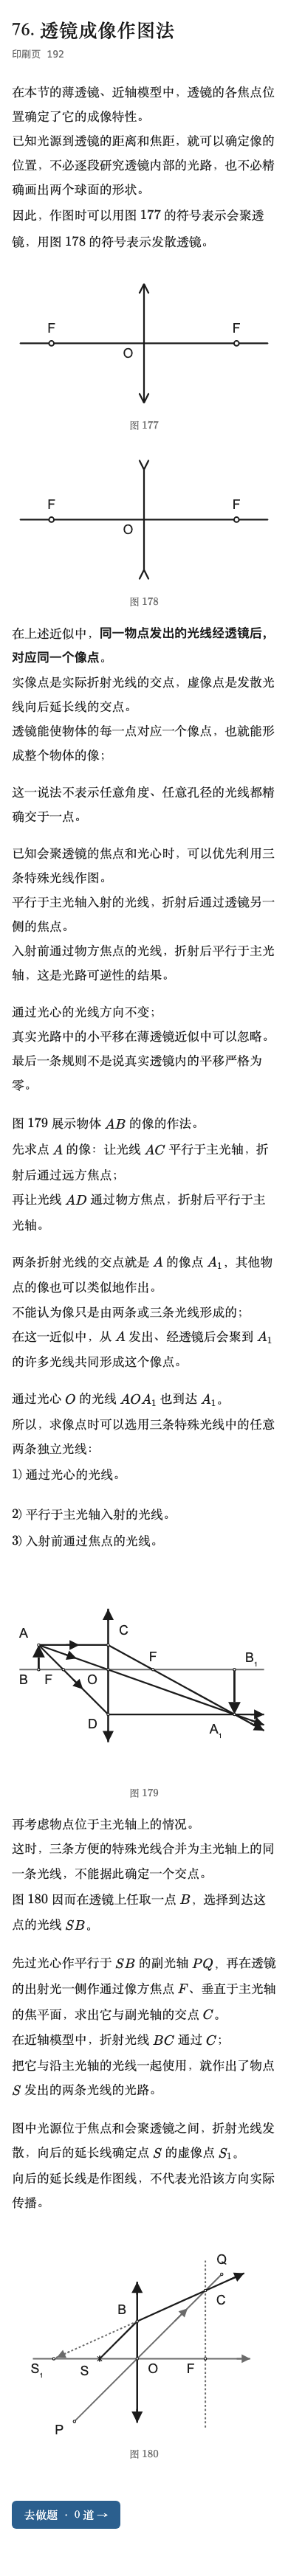 76. 透镜成像作图法
印刷页 192
在本节的薄透镜、近轴模型中，透镜的各焦点位
置确定了它的成像特性。
已知光源到透镜的距离和焦距，就可以确定像的
位置，不必逐段研究透镜内部的光路，也不必精
确画出两个球面的形状。
因此，作图时可以用图 177 的符号表示会聚透
镜，用图 178 的符号表示发散透镜。
F F
O
图 177
F F
O
图 178
在上述近似中，同一物点发出的光线经透镜后，
对应同一个像点。
实像点是实际折射光线的交点，虚像点是发散光
线向后延长线的交点。
透镜能使物体的每一点对应一个像点，也就能形
成整个物体的像；
这一说法不表示任意角度、任意孔径的光线都精
确交于一点。
已知会聚透镜的焦点和光心时，可以优先利用三
条特殊光线作图。
平行于主光轴入射的光线，折射后通过透镜另一
侧的焦点。
入射前通过物方焦点的光线，折射后平行于主光
轴，这是光路可逆性的结果。
通过光心的光线方向不变；
真实光路中的小平移在薄透镜近似中可以忽略。
最后一条规则不是说真实透镜内的平移严格为
零。
图 179 展示物体 AB 的像的作法。
先求点 A 的像：让光线 AC 平行于主光轴，折
射后通过远方焦点；
再让光线 AD 通过物方焦点，折射后平行于主
光轴。
两条折射光线的交点就是 A 的像点 A₁，其他物
点的像也可以类似地作出。
不能认为像只是由两条或三条光线形成的；
在这一近似中，从 A 发出、经透镜后会聚到 A₁
的许多光线共同形成这个像点。
通过光心 O 的光线 AOA₁ 也到达 A₁。
所以，求像点时可以选用三条特殊光线中的任意
两条独立光线：
1) 通过光心的光线。
2) 平行于主光轴入射的光线。
3) 入射前通过焦点的光线。
A C
F B₁
B F O
D A₁
图 179
再考虑物点位于主光轴上的情况。
这时，三条方便的特殊光线合并为主光轴上的同
一条光线，不能据此确定一个交点。
图 180 因而在透镜上任取一点 B，选择到达这
点的光线 SB。
先过光心作平行于 SB 的副光轴 PQ，再在透镜
的出射光一侧作通过像方焦点 F、垂直于主光轴
的焦平面，求出它与副光轴的交点 C。
在近轴模型中，折射光线 BC 通过 C；
把它与沿主光轴的光线一起使用，就作出了物点
S 发出的两条光线的光路。
图中光源位于焦点和会聚透镜之间，折射光线发
散，向后的延长线确定点 S 的虚像点 S₁。
向后的延长线是作图线，不代表光沿该方向实际
传播。
Q
B C
S₁ S O F
P
图 180
去做题 · 0 道 →